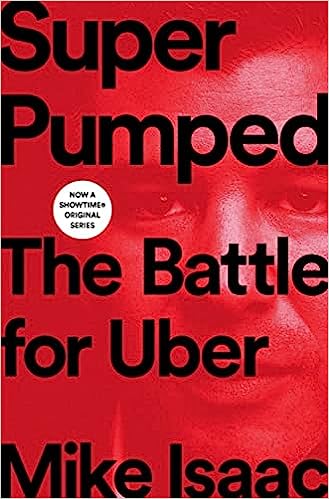 Super
Pumped
NOW A
SHOWTIME®
ORIGINAL
SERIES
The Battle
for Uber
Mike Isaac